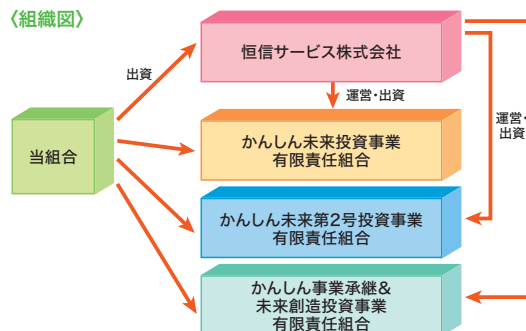 〈組織図〉
恒信サービス株式会社
出資
運営・出資
当組合
かんしん未来投資事業
有限責任組合
運営・
出資
かんしん未来第2号投資事業
有限責任組合
かんしん事業承継&
未来創造投資事業
有限責任組合